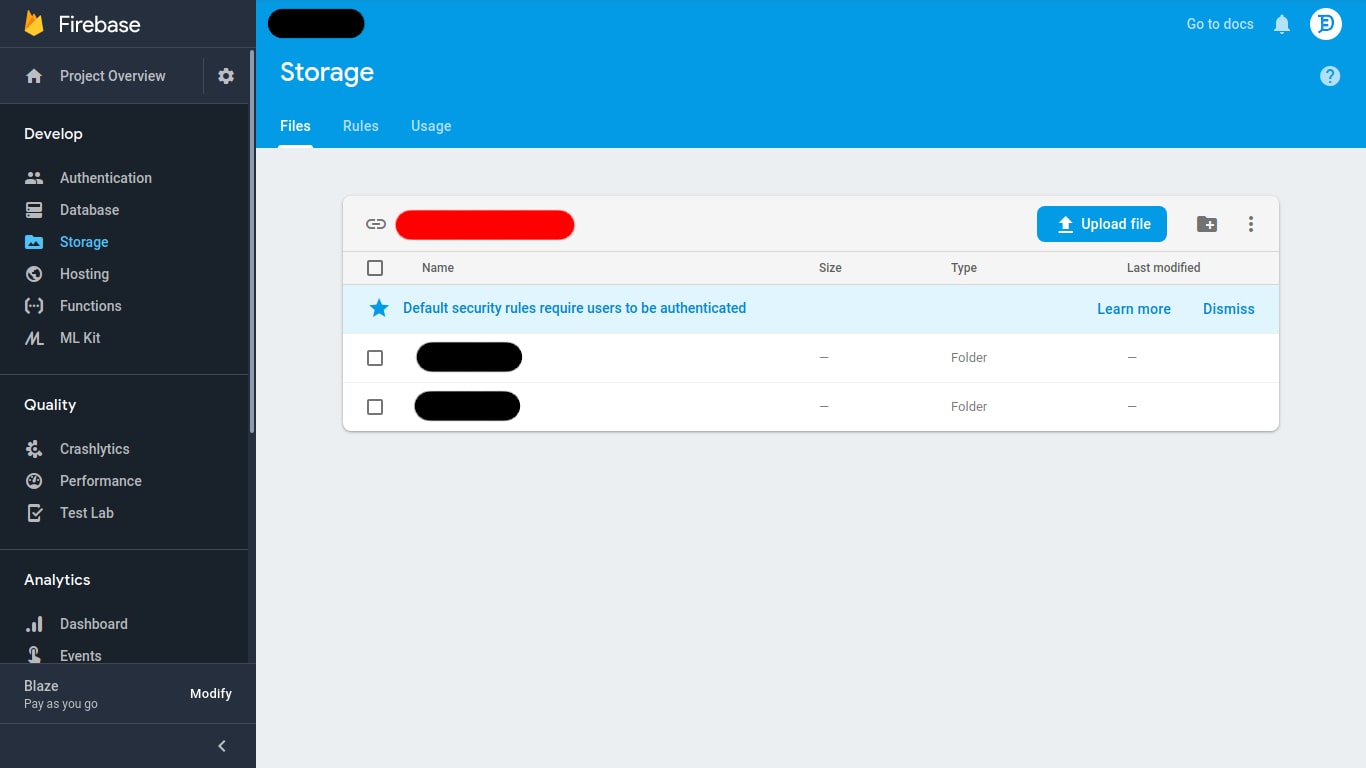 Firebase
Project Overview
Develop
Authentication
Database
Storage
Hosting
Functions
ML Kit
Quality
Crashlytics
Performance
Test Lab
Analytics
Dashboard
Events
Blaze
Pay as you go
Modify
Go to docs
Storage
Files Rules Usage
Upload file
Name Size Type Last modified
Default security rules require users to be authenticated Learn more Dismiss
— Folder —
— Folder —